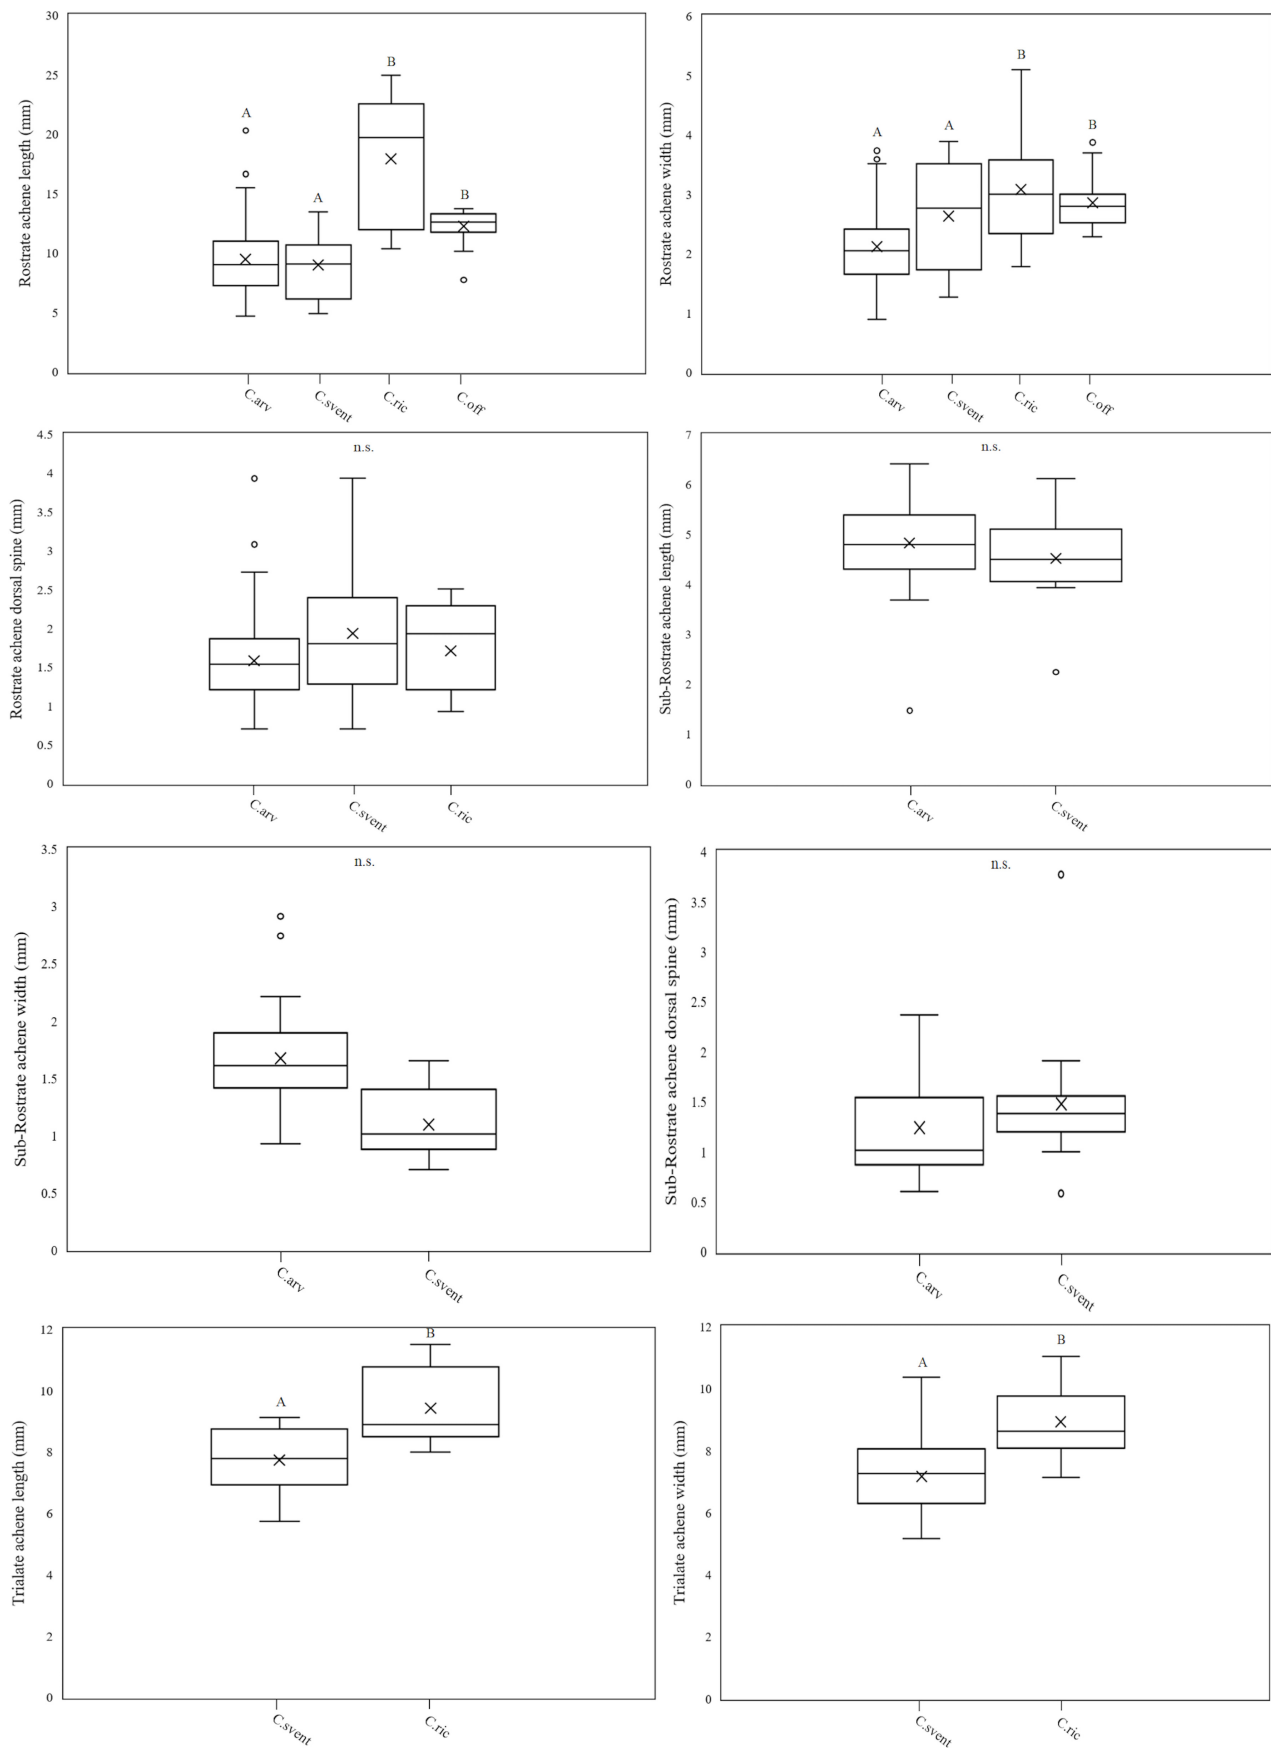 Rostrate achene length (mm)
30
25
20
15
10
5
0
A
A
B
B
C.arv
C.svent
C.ric
C.off
Rostrate achene width (mm)
6
5
4
3
2
1
0
A
A
B
B
C.arv
C.svent
C.ric
C.off
Rostrate achene dorsal spine (mm)
4.5
4
3.5
3
2.5
2
1.5
1
0.5
0
n.s.
C.arv
C.svent
C.ric
Sub-Rostrate achene length (mm)
7
6
5
4
3
2
1
0
n.s.
C.arv
C.svent
Sub-Rostrate achene width (mm)
3.5
3
2.5
2
1.5
1
0.5
0
n.s.
C.arv
C.svent
Sub-Rostrate achene dorsal spine (mm)
4
3.5
3
2.5
2
1.5
1
0.5
0
n.s.
C.arv
C.svent
Trialate achene length (mm)
12
10
8
6
4
2
0
A
B
C.svent
C.ric
Trialate achene width (mm)
12
10
8
6
4
2
0
A
B
C.svent
C.ric